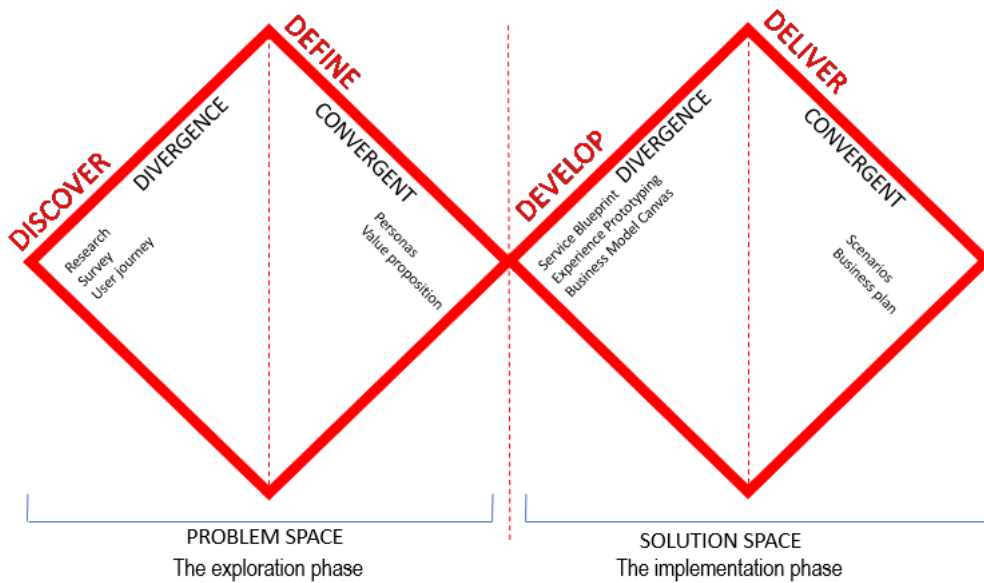 DISCOVER
DIVERGENCE
Research
Survey
User journey
DEFINE
CONVERGENT
Personas
Value proposition
DEVELOP
DIVERGENCE
Service Blueprint
Experience Prototyping
Business Model Canvas
DELIVER
CONVERGENT
Scenarios
Business plan
PROBLEM SPACE
The exploration phase
SOLUTION SPACE
The implementation phase